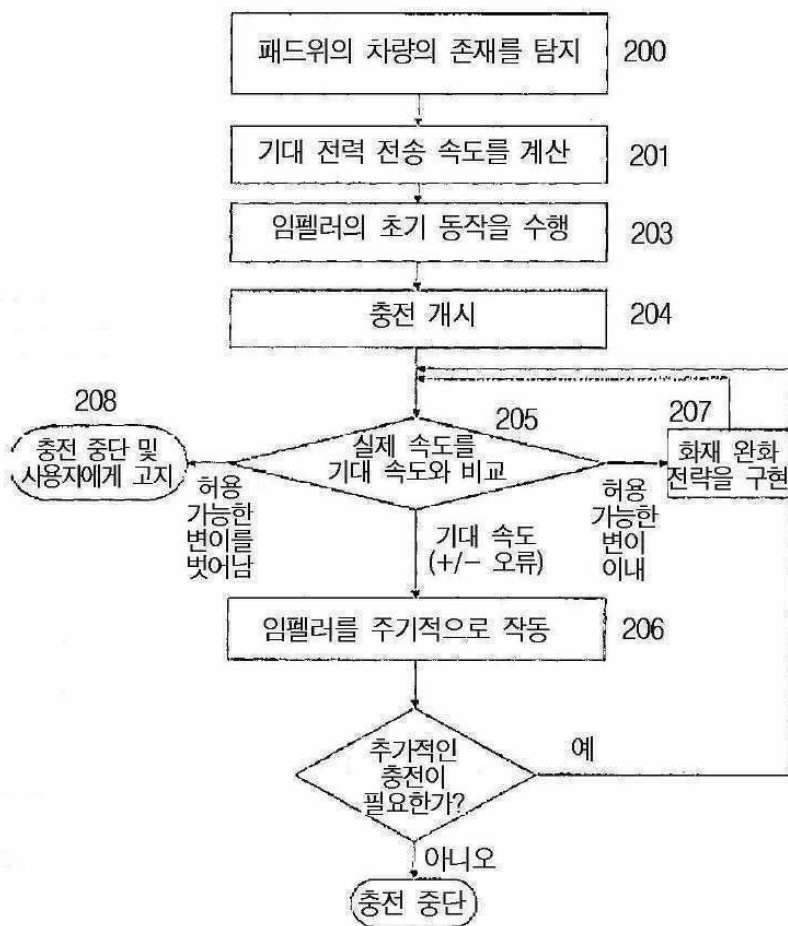 패드위의 차량의 존재를 탐지
200
기대 전력 전송 속도를 계산
201
임펠러의 초기 동작을 수행
203
충전 개시
204
208
충전 중단 및
사용자에게 고지
205
실제 속도를
기대 속도와 비교
207
화재 완화
전략을 구현
허용
가능한
변이를
벗어남
기대 속도
(+/- 오류)
허용
가능한
변이
이내
임펠러를 주기적으로 작동
206
추가적인
충전이
필요한가?
예
아니오
충전 중단